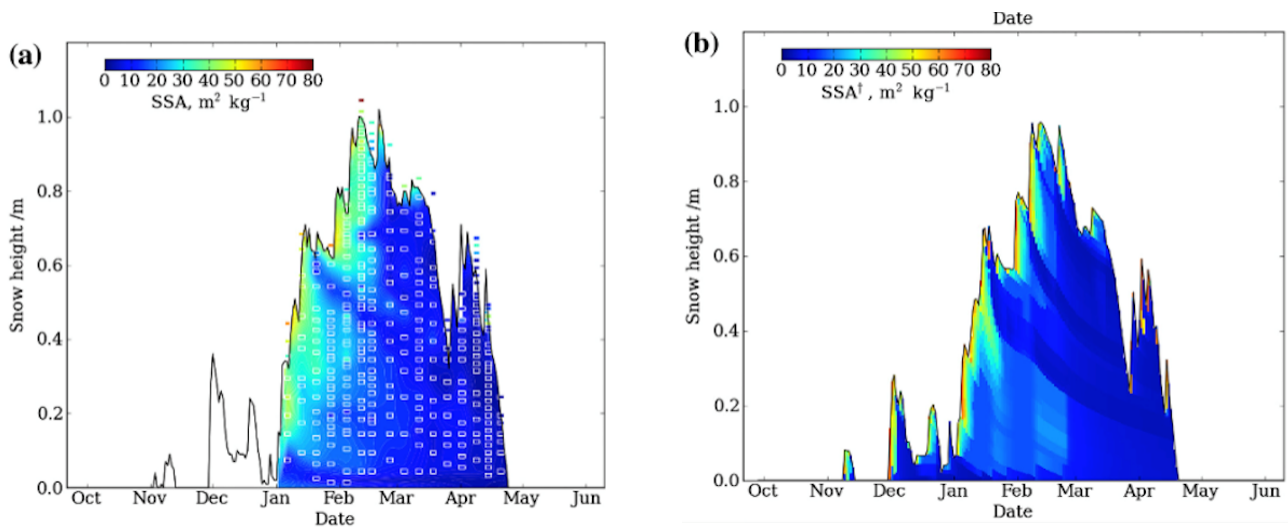 (a)
0 10 20 30 40 50 60 70 80
SSA, m² kg⁻¹
Snow height /m
1.0
0.8
0.6
0.4
0.2
0.0
Oct Nov Dec Jan Feb Mar Apr May Jun
Date
Date
(b)
0 10 20 30 40 50 60 70 80
SSA† , m² kg⁻¹
Snow height /m
1.0
0.8
0.6
0.4
0.2
0.0
Oct Nov Dec Jan Feb Mar Apr May Jun
Date